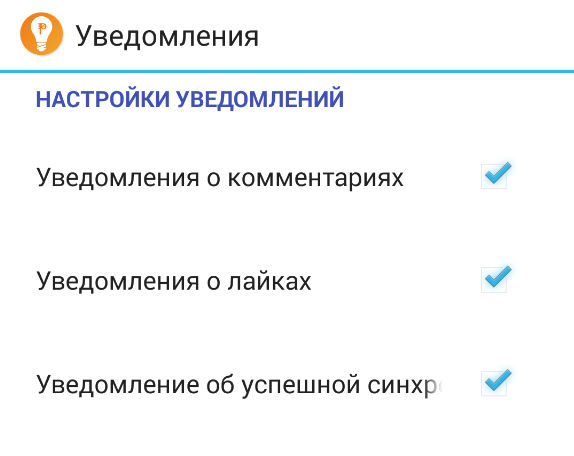 Уведомления
НАСТРОЙКИ УВЕДОМЛЕНИЙ
Уведомления о комментариях
Уведомления о лайках
Уведомление об успешной